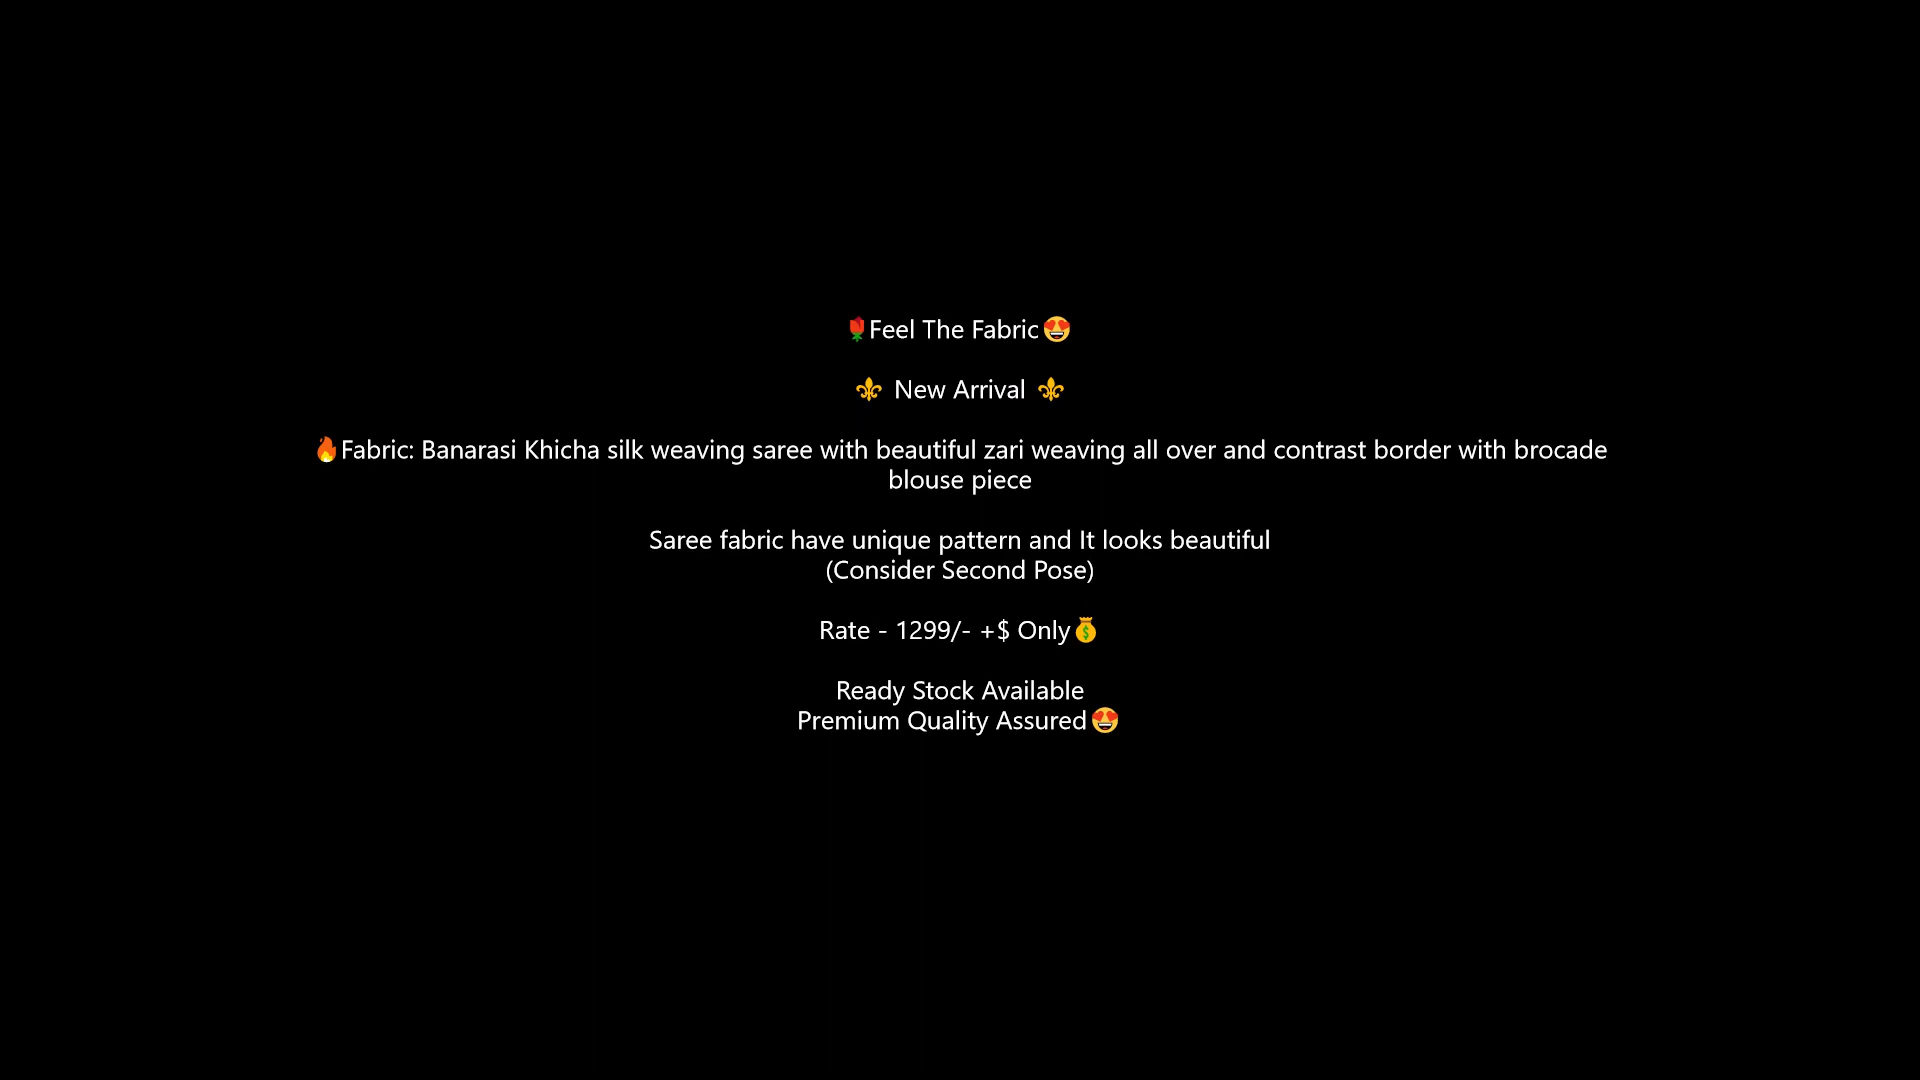 🌹Feel The Fabric😍
⚜ New Arrival ⚜
🔥Fabric: Banarasi Khicha silk weaving saree with beautiful zari weaving all over and contrast border with brocade
blouse piece
Saree fabric have unique pattern and It looks beautiful
(Consider Second Pose)
Rate - 1299/- +$ Only💰
Ready Stock Available
Premium Quality Assured😍